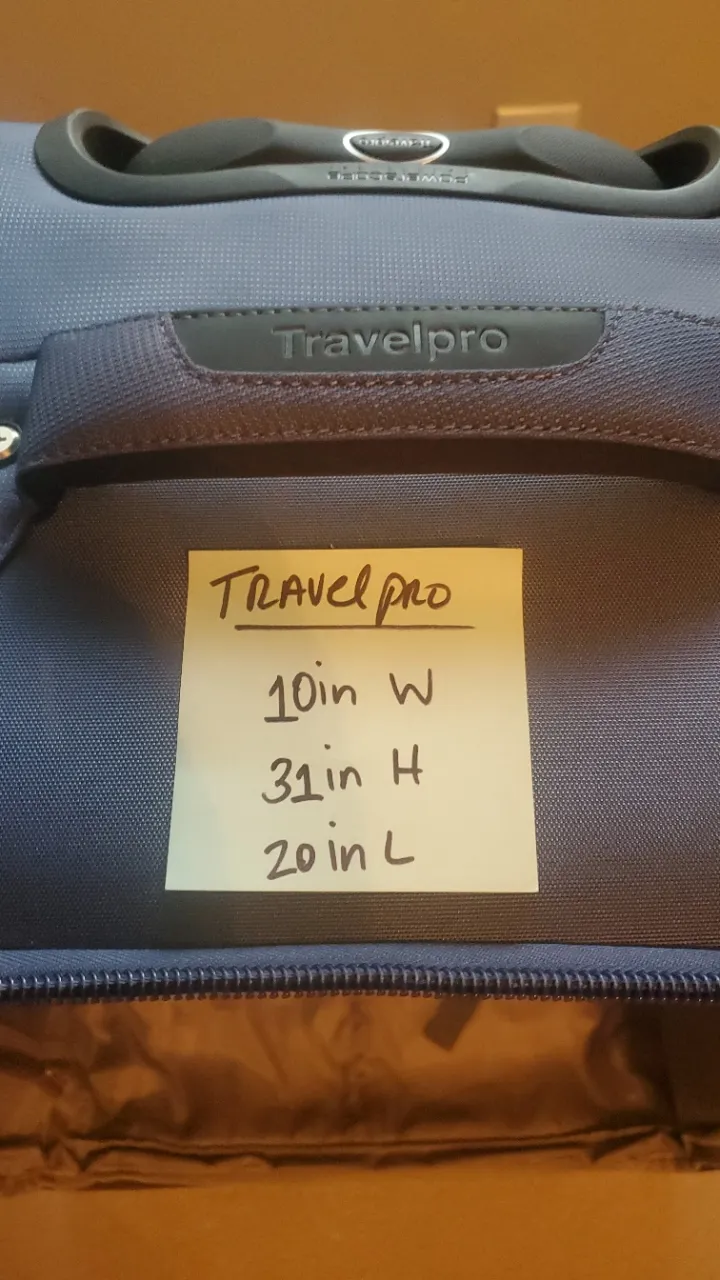 Travelpro
TRAVelpro
10in W
31in H
20in L